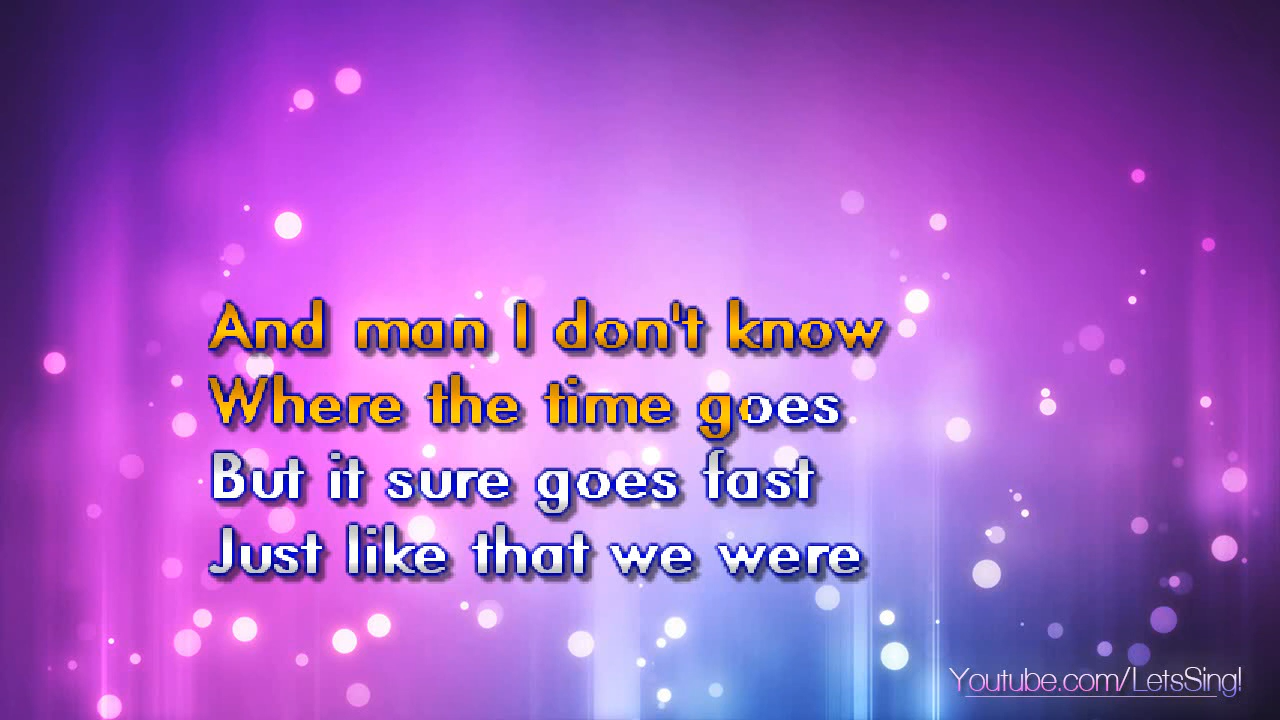 And man I don't know
Where the time goes
But it sure goes fast
Just like that we were
Youtube.com/LetsSing!